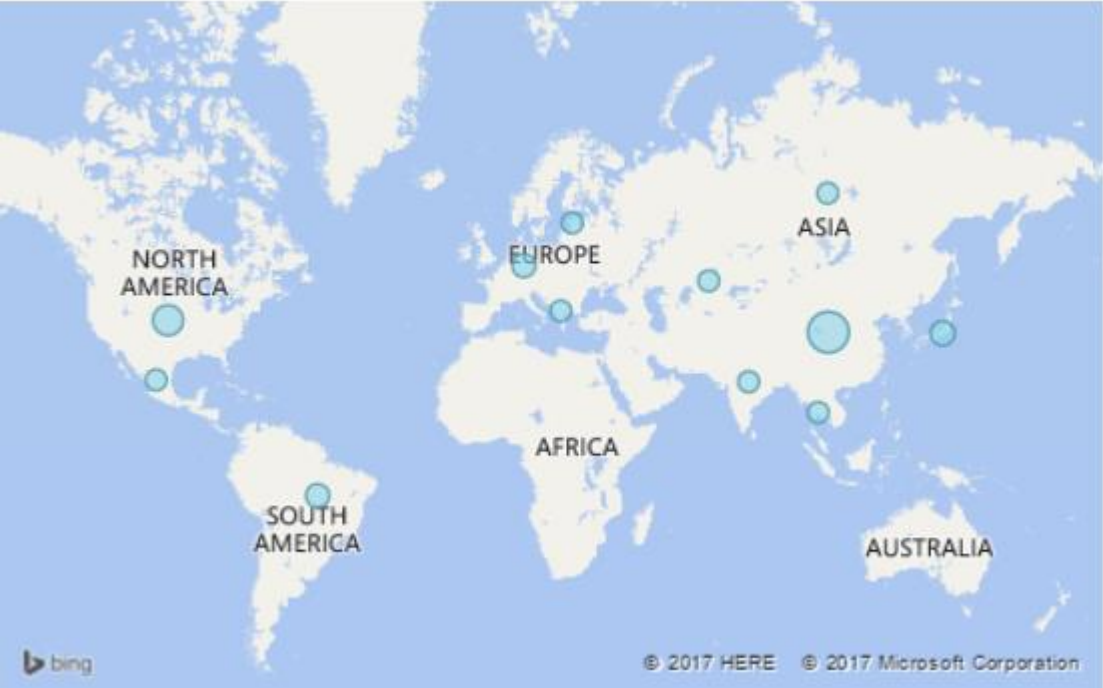 NORTH
AMERICA
EUROPE
ASIA
AFRICA
SOUTH
AMERICA
AUSTRALIA
bing
© 2017 HERE © 2017 Microsoft Corporation